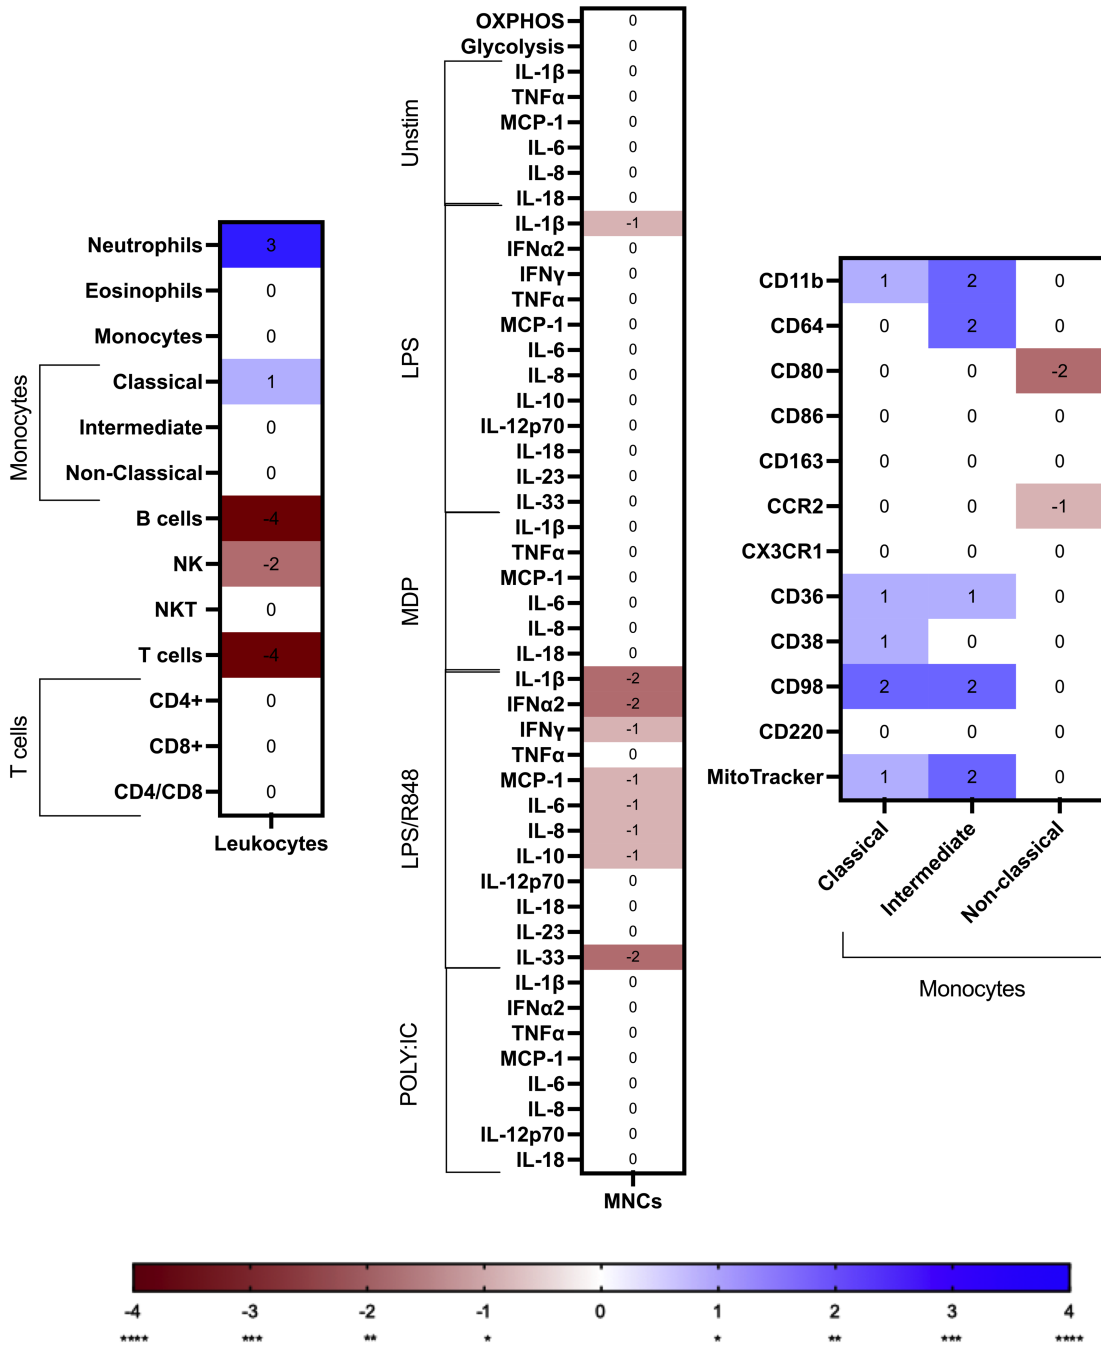 Neutrophils 3
Eosinophils 0
Monocytes 0
Monocytes
Classical 1
Intermediate 0
Non-Classical 0
B cells -4
NK -2
NKT 0
T cells -4
T cells
CD4+ 0
CD8+ 0
CD4/CD8 0
Leukocytes
OXPHOS 0
Glycolysis 0
Unstim
IL-1β 0
TNFα 0
MCP-1 0
IL-6 0
IL-8 0
IL-18 0
LPS
IL-1β -1
IFNα2 0
IFNγ 0
TNFα 0
MCP-1 0
IL-6 0
IL-8 0
IL-10 0
IL-12p70 0
IL-18 0
IL-23 0
IL-33 0
MDP
IL-1β 0
TNFα 0
MCP-1 0
IL-6 0
IL-8 0
IL-18 0
LPS/R848
IL-1β -2
IFNα2 -2
IFNγ -1
TNFα 0
MCP-1 -1
IL-6 -1
IL-8 -1
IL-10 -1
IL-12p70 0
IL-18 0
IL-23 0
IL-33 -2
POLY:IC
IL-1β 0
IFNα2 0
TNFα 0
MCP-1 0
IL-6 0
IL-8 0
IL-12p70 0
IL-18 0
MNCs
CD11b 1 2 0
CD64 0 2 0
CD80 0 0 -2
CD86 0 0 0
CD163 0 0 0
CCR2 0 0 -1
CX3CR1 0 0 0
CD36 1 1 0
CD38 1 0 0
CD98 2 2 0
CD220 0 0 0
MitoTracker 1 2 0
Classical Intermediate Non-classical
Monocytes
-4 -3 -2 -1 0 1 2 3 4
**** *** ** * * ** *** ****